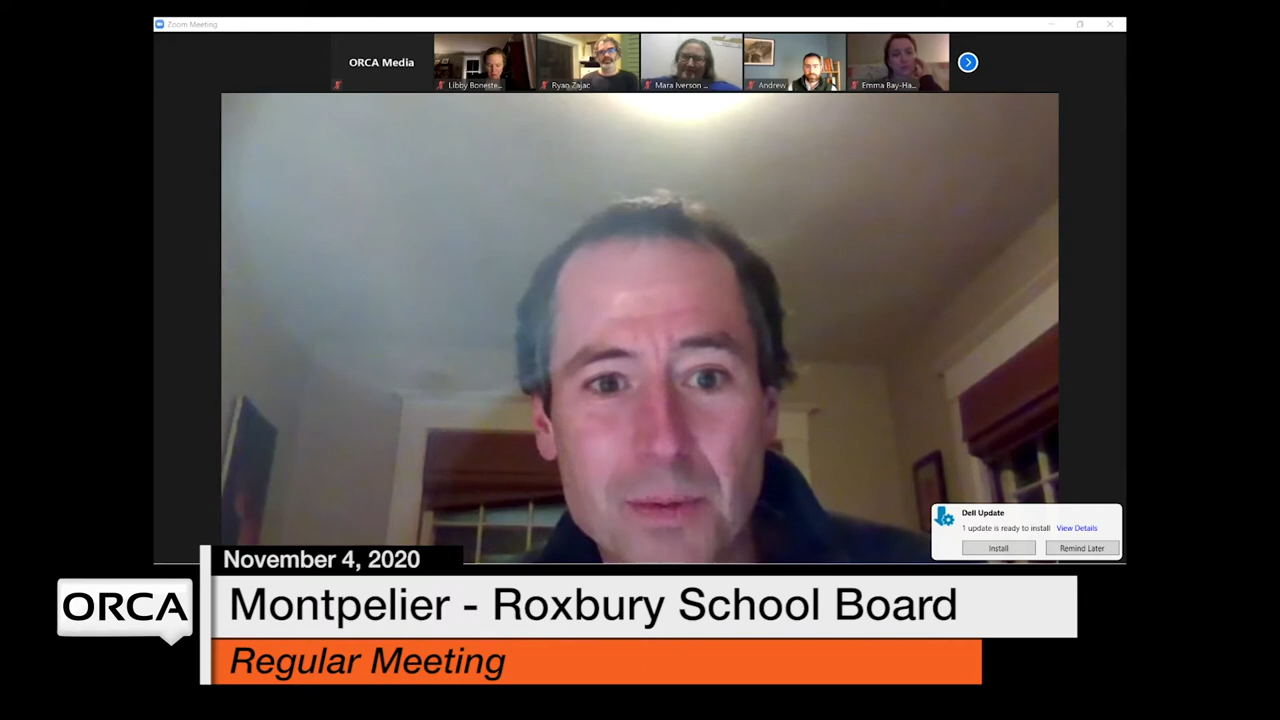 Zoom Meeting
ORCA Media
Libby Boneste...
Ryan Zajac
Mara Iverson ...
Andrew
Emma Bay-Ha...
Dell Update
1 update is ready to install View Details
Install Remind Later
November 4, 2020
ORCA
Montpelier - Roxbury School Board
Regular Meeting